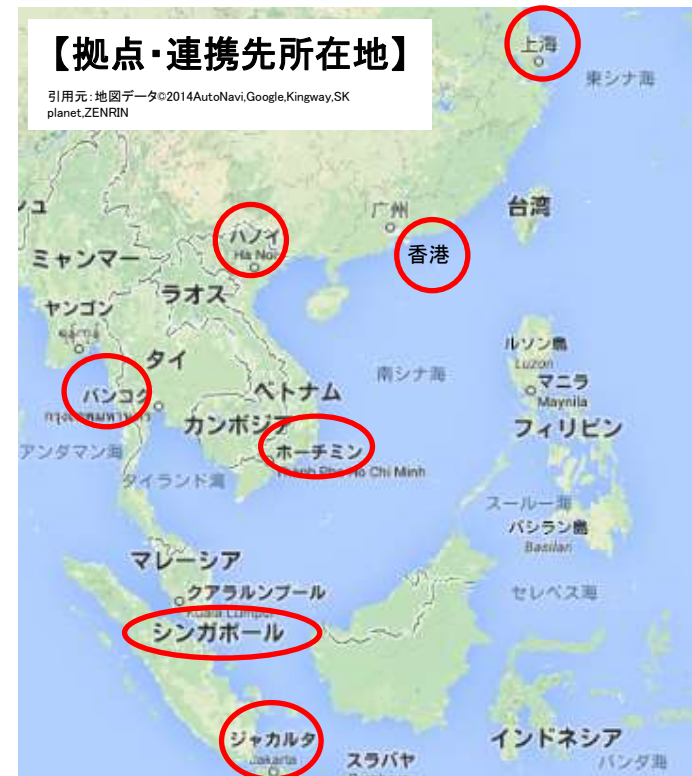 【拠点・連携先所在地】
引用元:地図データ©2014AutoNavi,Google,Kingway,SK
planet,ZENRIN
上海
東シナ海
广州
台湾
ハノイ
Ha Noi
香港
ミャンマー
ラオス
ヤンゴン
ルソン島
Luzon
タイ
南シナ海
マニラ
Maynila
バンコク
ベトナム
カンボジア
フィリピン
アンダマン海
ホーチミン
Thành Phố Hồ Chí Minh
タイランド湾
スールー海
バシラン島
Basilan
マレーシア
クアラルンプール
Kuala Lumpur
セレベス海
シンガポール
ジャカルタ
Jakarta
スラバヤ
インドネシア
バンダ海